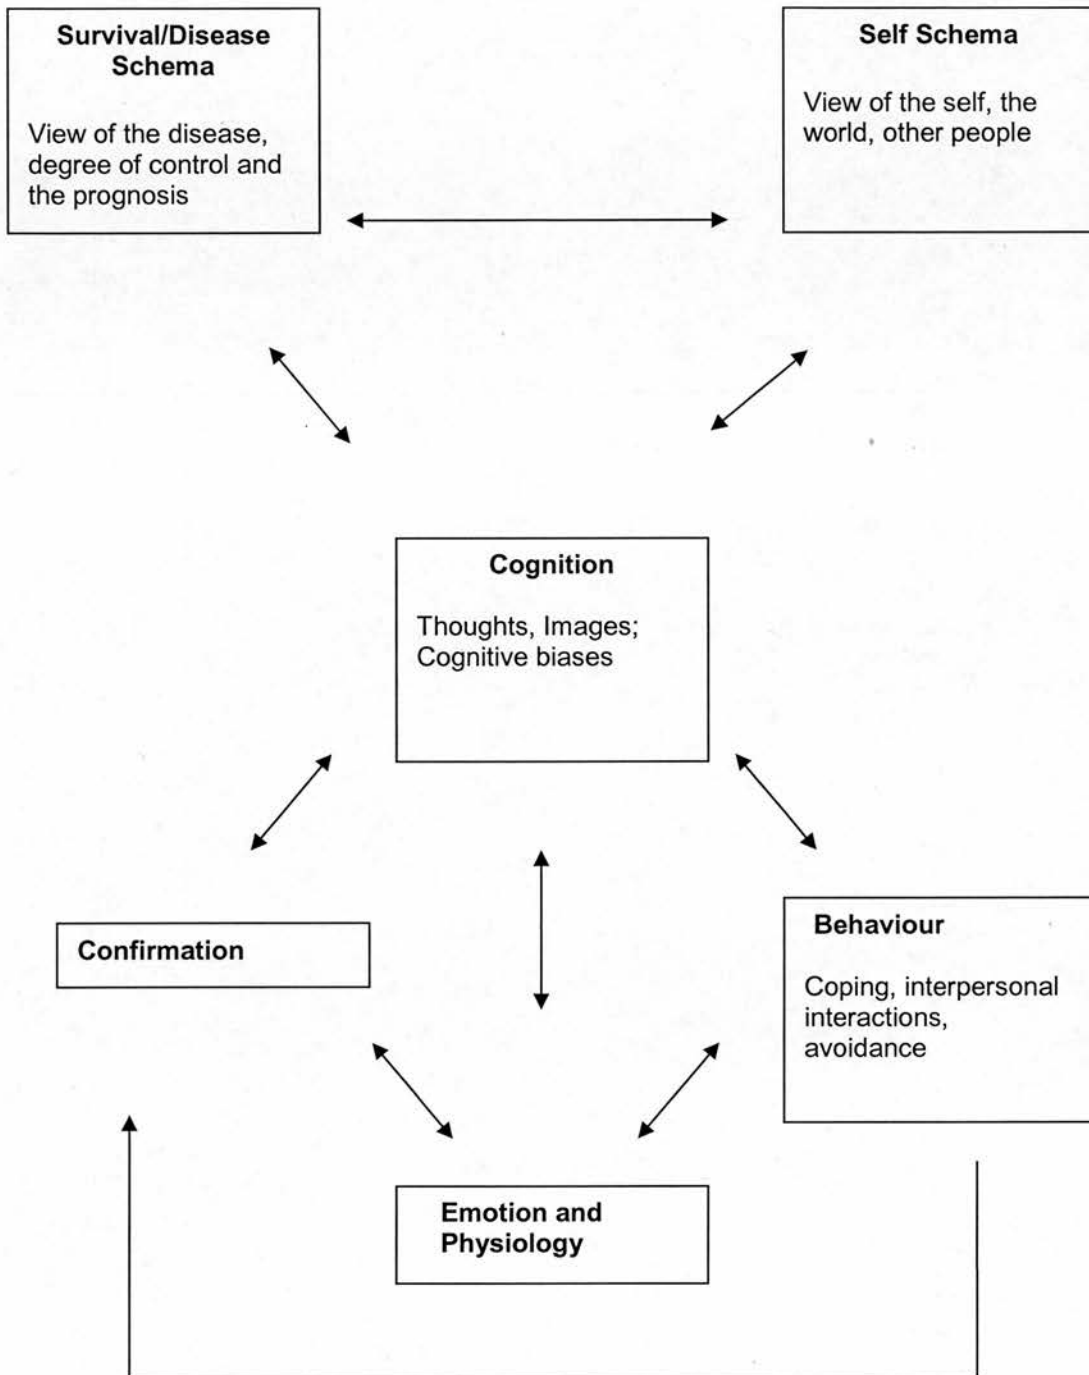 Survival/Disease
Schema
View of the disease,
degree of control and
the prognosis
Self Schema
View of the self, the
world, other people
Cognition
Thoughts, Images;
Cognitive biases
Confirmation
Behaviour
Coping, interpersonal
interactions,
avoidance
Emotion and
Physiology